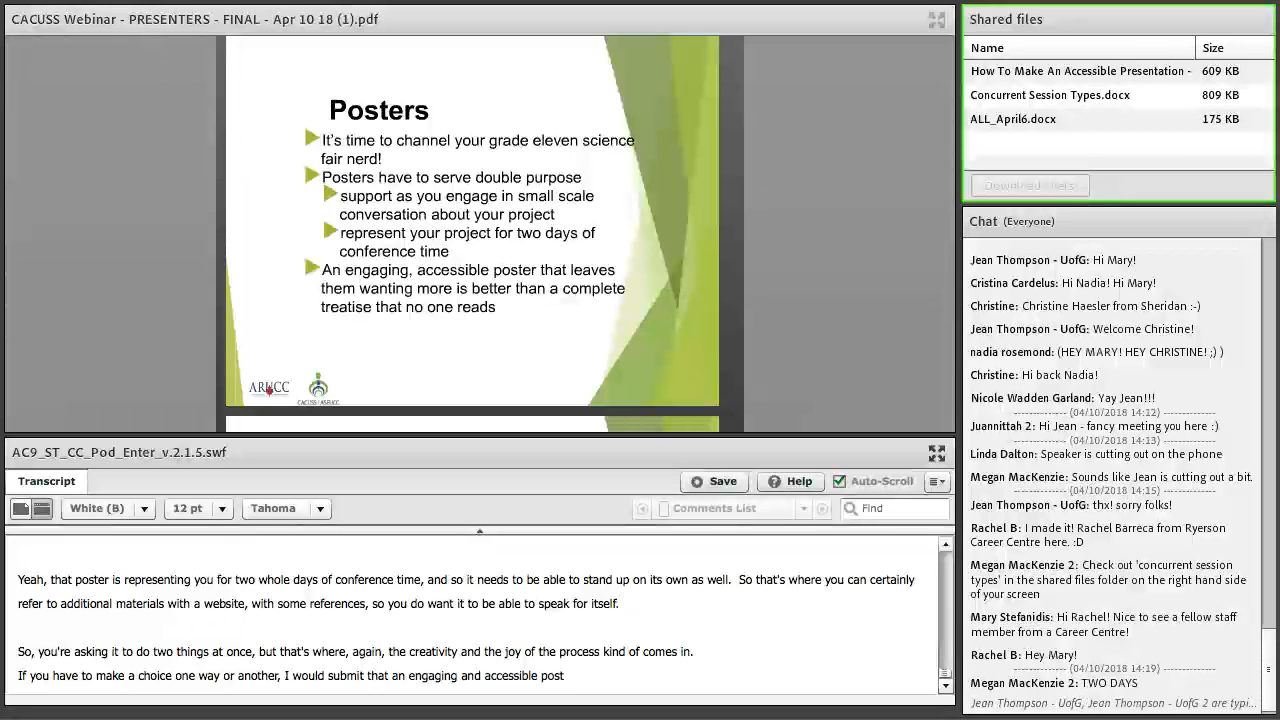 CACUSS Webinar - PRESENTERS - FINAL - Apr 10 18 (1).pdf
Posters
It's time to channel your grade eleven science
fair nerd!
Posters have to serve double purpose
support as you engage in small scale
conversation about your project
represent your project for two days of
conference time
An engaging, accessible poster that leaves
them wanting more is better than a complete
treatise that no one reads
ARUCC
CACUSS / ASEUCC
AC9_ST_CC_Pod_Enter_v.2.1.5.swf
Transcript
Save
Help
Auto-Scroll
White (B)
12 pt
Tahoma
Comments List
Find
Yeah, that poster is representing you for two whole days of conference time, and so it needs to be able to stand up on its own as well.  So that's where you can certainly
refer to additional materials with a website, with some references, so you do want it to be able to speak for itself.
So, you're asking it to do two things at once, but that's where, again, the creativity and the joy of the process kind of comes in.
If you have to make a choice one way or another, I would submit that an engaging and accessible post
Shared files
Name Size
How To Make An Accessible Presentation - 609 KB
Concurrent Session Types.docx 809 KB
ALL_April6.docx 175 KB
Chat (Everyone)
Jean Thompson - UofG: Hi Mary!
Cristina Cardelus: Hi Nadia! Hi Mary!
Christine: Christine Haesler from Sheridan :-)
Jean Thompson - UofG: Welcome Christine!
nadia rosemond: (HEY MARY! HEY CHRISTINE! ;) )
Christine: Hi back Nadia!
Nicole Wadden Garland: Yay Jean!!!
------------- (04/10/2018 14:12) -------------
Juannittah 2: Hi Jean - fancy meeting you here :)
------------- (04/10/2018 14:13) -------------
Linda Dalton: Speaker is cutting out on the phone
Megan MacKenzie: Sounds like Jean is cutting out a bit.
------------- (04/10/2018 14:15) -------------
Jean Thompson - UofG: thx! sorry folks!
Rachel B: I made it! Rachel Barreca from Ryerson
Career Centre here. :D
Megan MacKenzie 2: Check out 'concurrent session
types' in the shared files folder on the right hand side
of your screen
Mary Stefanidis: Hi Rachel! Nice to see a fellow staff
member from a Career Centre!
Rachel B: Hey Mary!
------------- (04/10/2018 14:19) -------------
Megan MacKenzie 2: TWO DAYS
Jean Thompson - UofG, Jean Thompson - UofG 2 are typi...